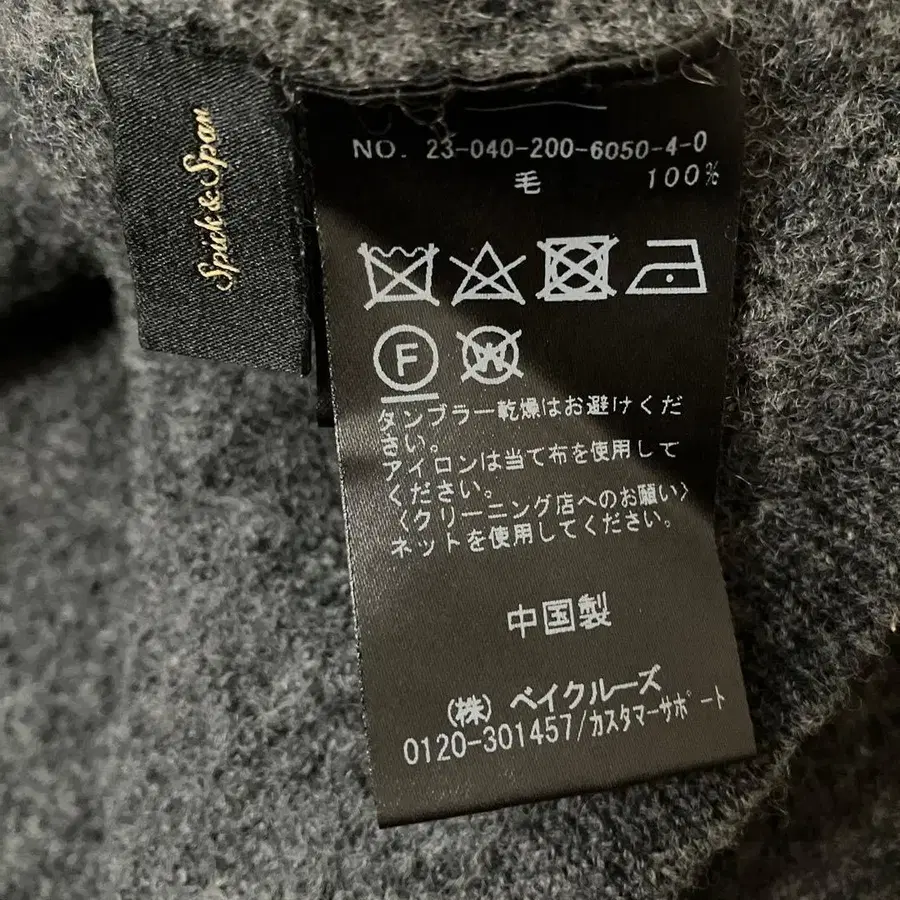 Spick & Span
NO. 23-040-200-6050-4-0
毛 100%
F
W
タンブラー乾燥はお避けくだ
さい。
アイロンは当て布を使用して
ください。
〈クリーニング店へのお願い〉
ネットを使用してください。
中国製
(株) ベイクルーズ
0120-301457/カスタマーサポート